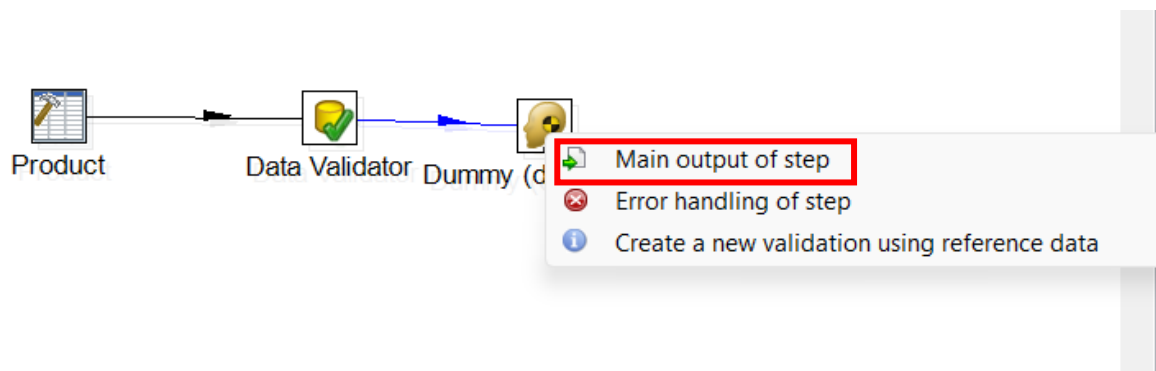 Product
Data Validator
Dummy (d
Main output of step
Error handling of step
Create a new validation using reference data